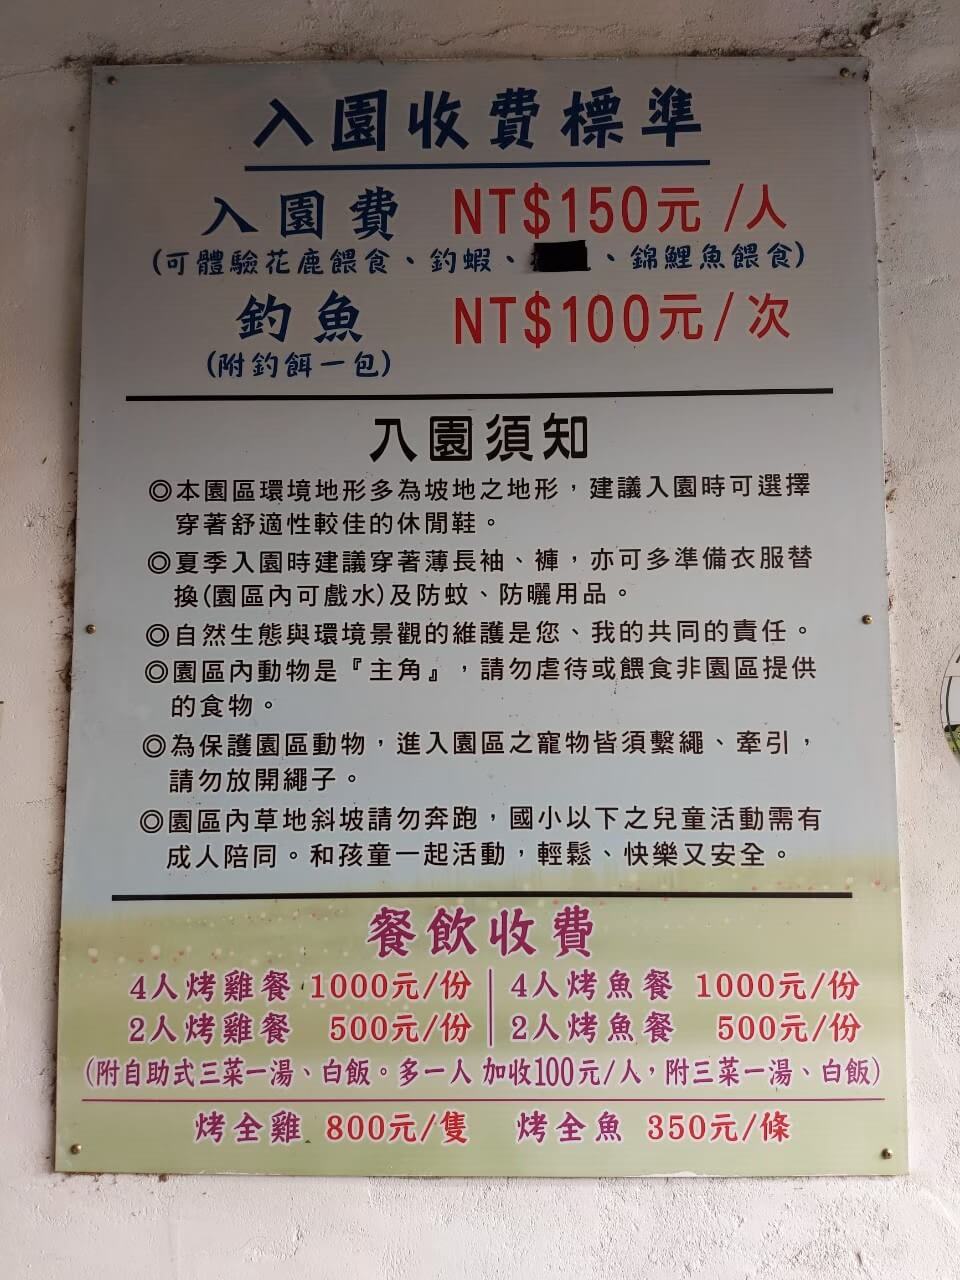 入園收費標準
入園費 NT$150元/人
(可體驗花鹿餵食、釣蝦、、錦鯉魚餵食)
釣魚 NT$100元/次
(附釣餌一包)
入園須知
◎本園區環境地形多為坡地之地形，建議入園時可選擇
穿著舒適性較佳的休閒鞋。
◎夏季入園時建議穿著薄長袖、褲，亦可多準備衣服替
換(園區內可戲水)及防蚊、防曬用品。
◎自然生態與環境景觀的維護是您、我的共同的責任。
◎園區內動物是『主角』，請勿虐待或餵食非園區提供
的食物。
◎為保護園區動物，進入園區之寵物皆須繫繩、牽引，
請勿放開繩子。
◎園區內草地斜坡請勿奔跑，國小以下之兒童活動需有
成人陪同。和孩童一起活動，輕鬆、快樂又安全。
餐飲收費
4人烤雞餐 1000元/份 4人烤魚餐 1000元/份
2人烤雞餐 500元/份 2人烤魚餐 500元/份
(附自助式三菜一湯、白飯。多一人 加收100元/人，附三菜一湯、白飯)
烤全雞 800元/隻 烤全魚 350元/條